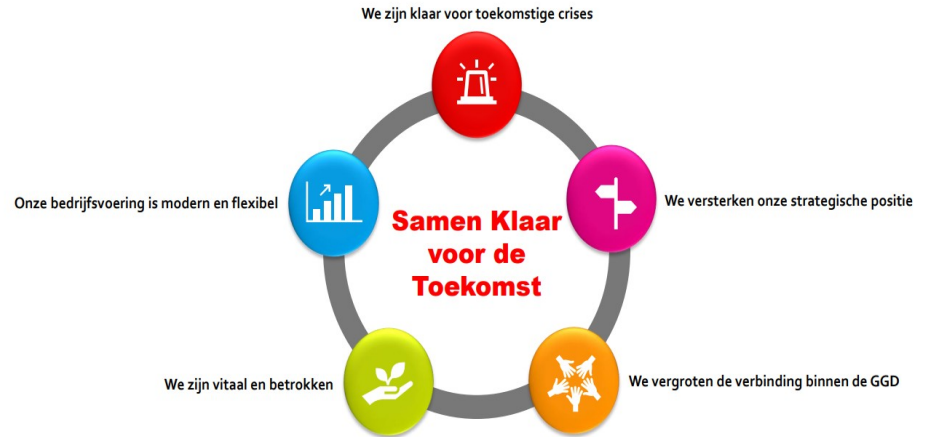 We zijn klaar voor toekomstige crises
Onze bedrijfsvoering is modern en flexibel
We versterken onze strategische positie
Samen Klaar
voor de
Toekomst
We zijn vitaal en betrokken
We vergroten de verbinding binnen de GGD